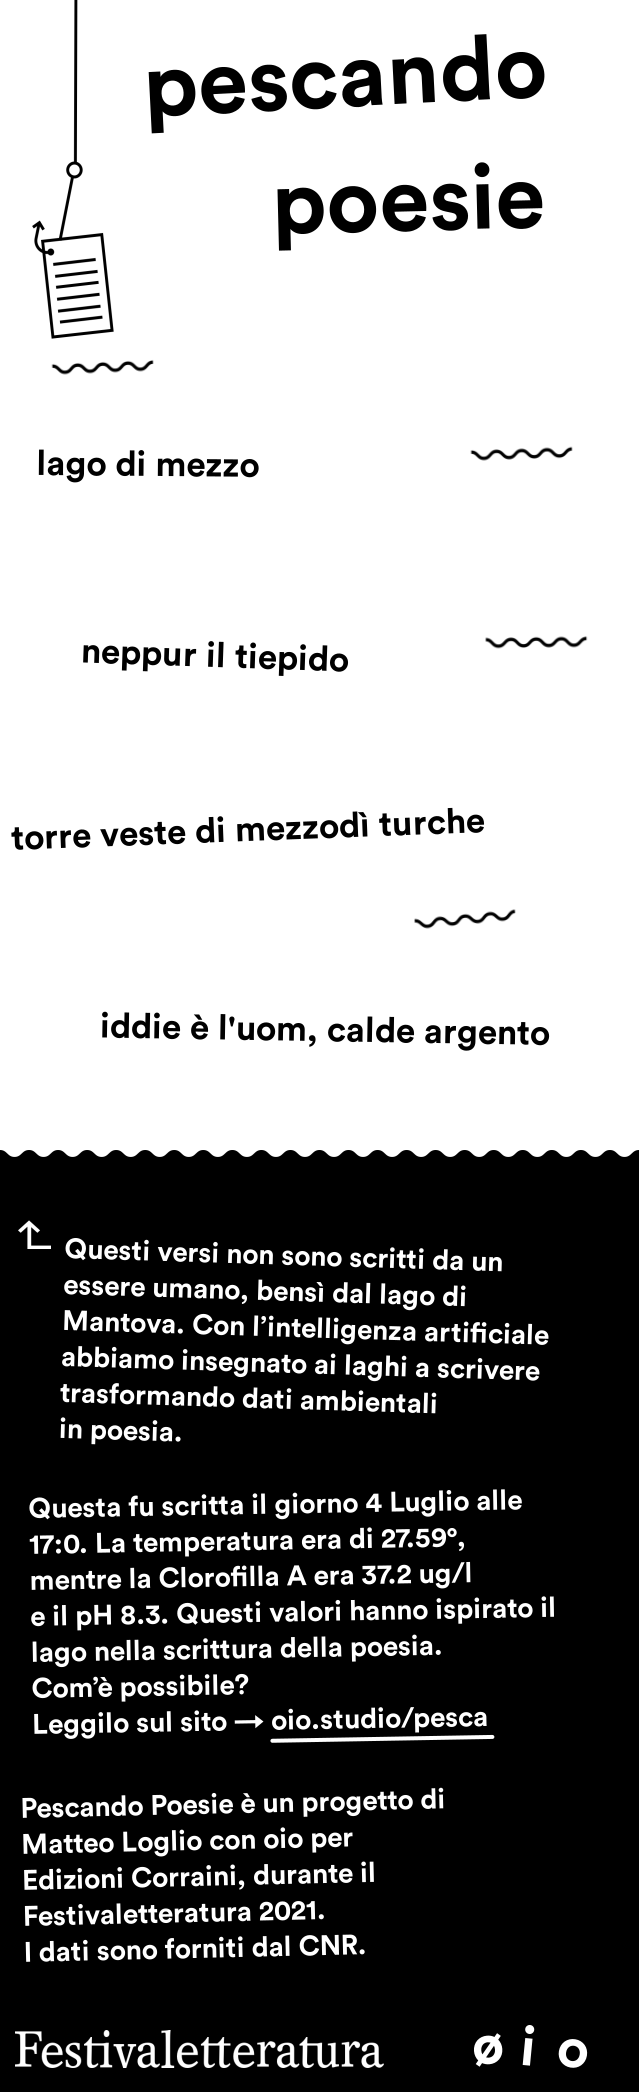 pescando
poesie
lago di mezzo
neppur il tiepido
torre veste di mezzodì turche
iddie è l'uom, calde argento
Questi versi non sono scritti da un
essere umano, bensì dal lago di
Mantova. Con l’intelligenza artificiale
abbiamo insegnato ai laghi a scrivere
trasformando dati ambientali
in poesia.
Questa fu scritta il giorno 4 Luglio alle
17:0. La temperatura era di 27.59°,
mentre la Clorofilla A era 37.2 ug/l
e il pH 8.3. Questi valori hanno ispirato il
lago nella scrittura della poesia.
Com’è possibile?
Leggilo sul sito → oio.studio/pesca
Pescando Poesie è un progetto di
Matteo Loglio con oio per
Edizioni Corraini, durante il
Festivaletteratura 2021.
I dati sono forniti dal CNR.
Festivaletteratura øio